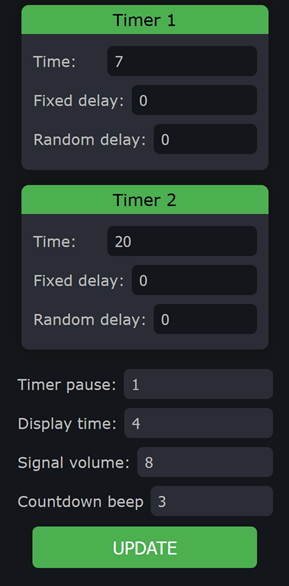 Timer 1
Time: 7
Fixed delay: 0
Random delay: 0
Timer 2
Time: 20
Fixed delay: 0
Random delay: 0
Timer pause: 1
Display time: 4
Signal volume: 8
Countdown beep 3
UPDATE